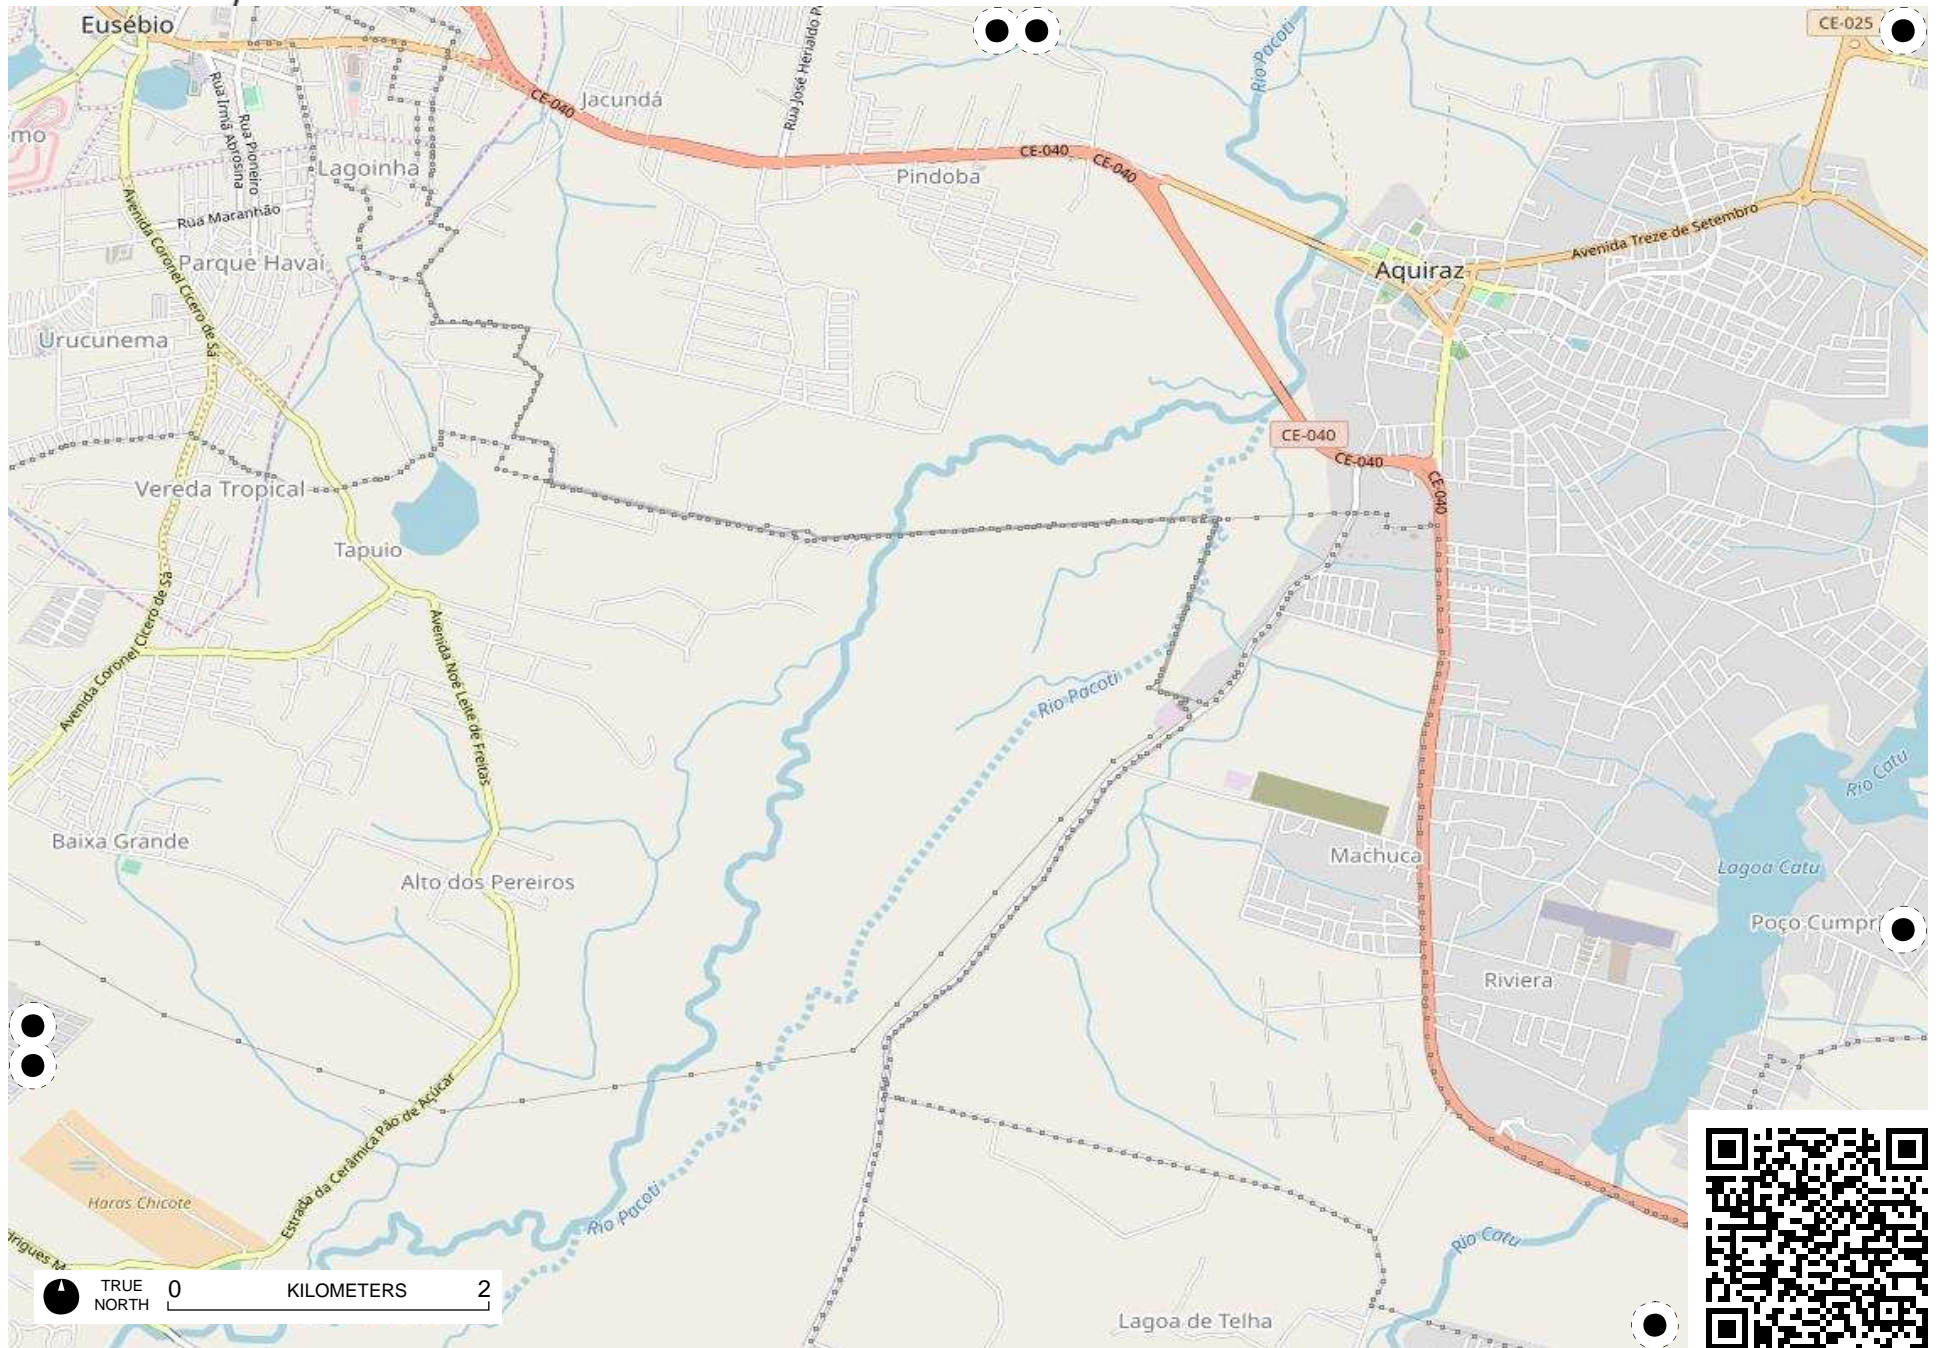 Eusébio
CE-025
Rio Pacoti
Rua José Herialdo P
Jacundá
CE-040
mo
Rua Irmã Abrosina
Rua Pioneiro
Lagoinha
CE-040
CE-040
Pindoba
Rua Maranhão
Avenida Treze de Setembro
Avenida Coronel Cícero de Sá
Parque Havaí
Aquiraz
Urucunema
CE-040
CE-040
CE-040
Vereda Tropical
Tapuio
Avenida Coronel Cícero de Sá
Avenida Noé Leite de Freitas
Rio Pacoti
Rio Catu
Baixa Grande
Machuca
Lagoa Catu
Alto dos Pereiros
Poço Cumpri
Riviera
Estrada da Cerâmica Pão de Açúcar
Haras Chicote
Rio Pacoti
Rio Catu
drigues M
TRUE
NORTH
0 KILOMETERS 2
Lagoa de Telha